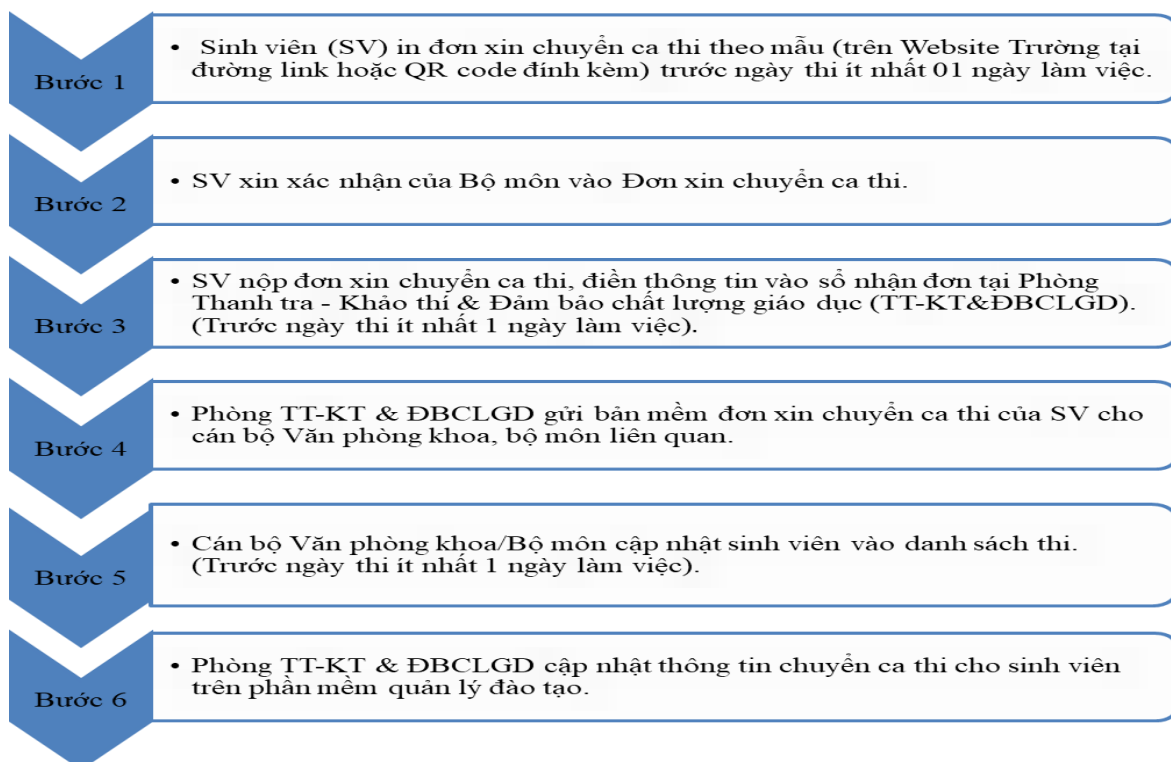 Bước 1
• Sinh viên (SV) in đơn xin chuyển ca thi theo mẫu (trên Website Trường tại
đường link hoặc QR code đính kèm) trước ngày thi ít nhất 01 ngày làm việc.
Bước 2
• SV xin xác nhận của Bộ môn vào Đơn xin chuyển ca thi.
Bước 3
• SV nộp đơn xin chuyển ca thi, điền thông tin vào sổ nhận đơn tại Phòng
Thanh tra - Khảo thí & Đảm bảo chất lượng giáo dục (TT-KT&ĐBCLGD).
(Trước ngày thi ít nhất 1 ngày làm việc).
Bước 4
• Phòng TT-KT & ĐBCLGD gửi bản mềm đơn xin chuyển ca thi của SV cho
cán bộ Văn phòng khoa, bộ môn liên quan.
Bước 5
• Cán bộ Văn phòng khoa/Bộ môn cập nhật sinh viên vào danh sách thi.
(Trước ngày thi ít nhất 1 ngày làm việc).
Bước 6
• Phòng TT-KT & ĐBCLGD cập nhật thông tin chuyển ca thi cho sinh viên
trên phần mềm quản lý đào tạo.